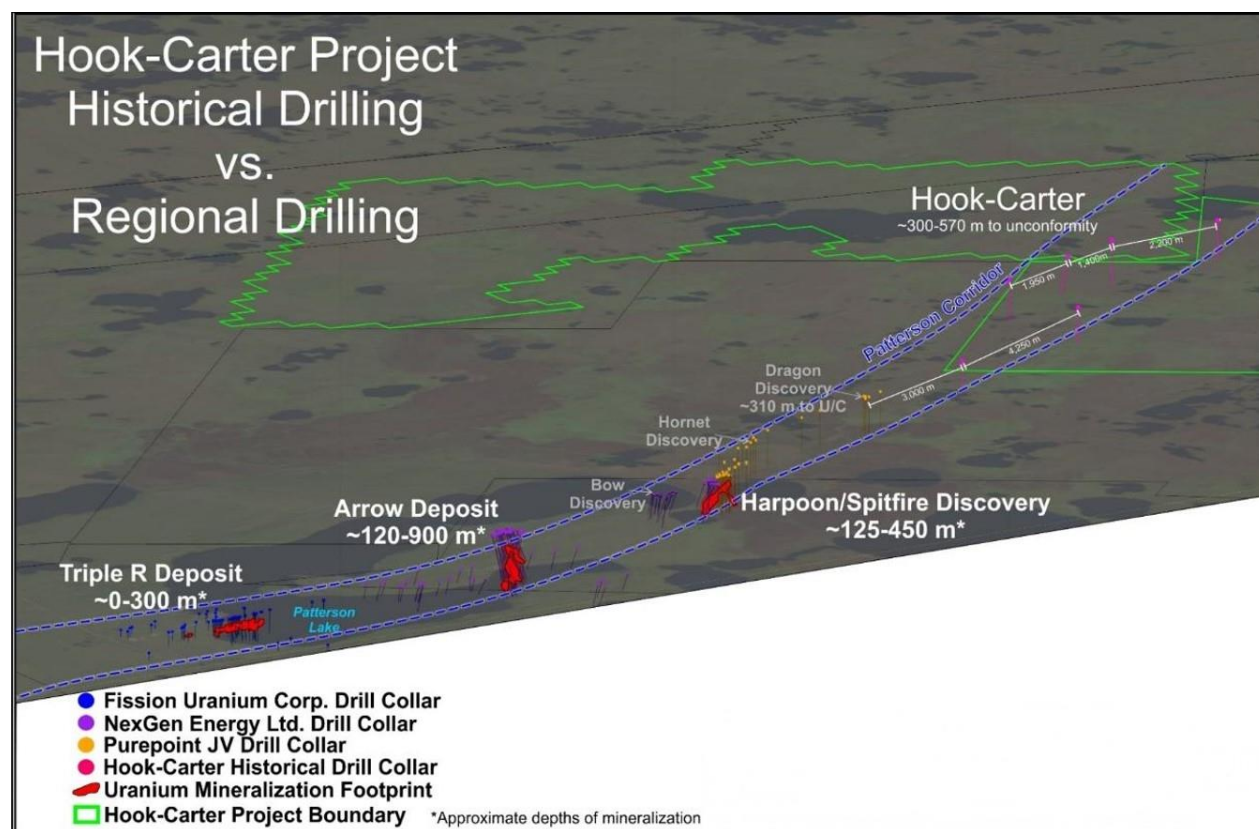 Hook-Carter Project
Historical Drilling
vs.
Regional Drilling
Hook-Carter
~300-570 m to unconformity
2,200 m
1,400m
1,950 m
Patterson Corridor
4,250 m
3,000 m
Dragon
Discovery
~310 m to U/C
Hornet
Discovery
Bow
Discovery
Harpoon/Spitfire Discovery
~125-450 m*
Arrow Deposit
~120-900 m*
Triple R Deposit
~0-300 m*
Patterson
Lake
Fission Uranium Corp. Drill Collar
NexGen Energy Ltd. Drill Collar
Purepoint JV Drill Collar
Hook-Carter Historical Drill Collar
Uranium Mineralization Footprint
Hook-Carter Project Boundary *Approximate depths of mineralization